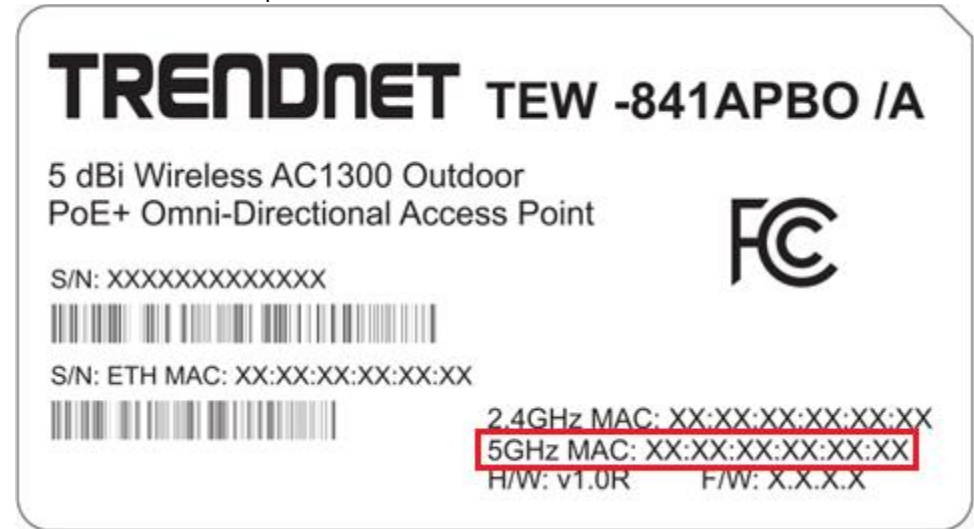 TRENDNET TEW -841APBO /A
5 dBi Wireless AC1300 Outdoor
PoE+ Omni-Directional Access Point
FC
S/N: XXXXXXXXXXXXX
S/N: ETH MAC: XX:XX:XX:XX:XX:XX
2.4GHz MAC: XX:XX:XX:XX:XX:XX
5GHz MAC: XX:XX:XX:XX:XX:XX
H/W: v1.0R F/W: X.X.X.X